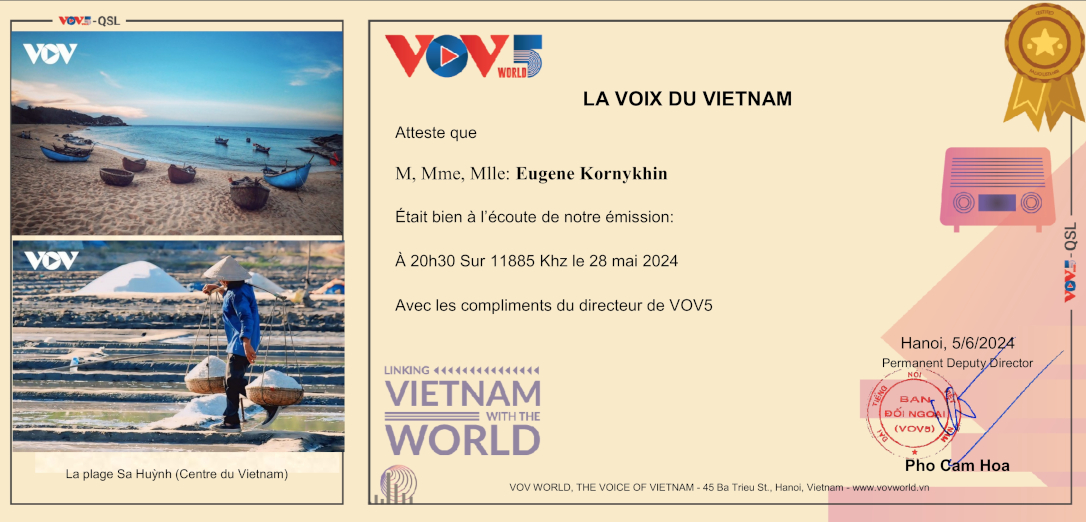 VOV5-QSL
VOV
VOV
La plage Sa Huỳnh (Centre du Vietnam)
VOV5
WORLD
LA VOIX DU VIETNAM
Atteste que
M, Mme, Mlle: Eugene Kornykhin
Était bien à l’écoute de notre émission:
À 20h30 Sur 11885 Khz le 28 mai 2024
Avec les compliments du directeur de VOV5
VOV5-QSL
Hanoi, 5/6/2024
Permanent Deputy Director
ĐÀI TIẾNG NÓI VIỆT NAM
BAN
ĐỐI NGOẠI
(VOV5)
Pho Cam Hoa
LINKING
VIETNAM
WITH THE
WORLD
VOV WORLD, THE VOICE OF VIETNAM - 45 Ba Trieu St., Hanoi, Vietnam - www.vovworld.vn